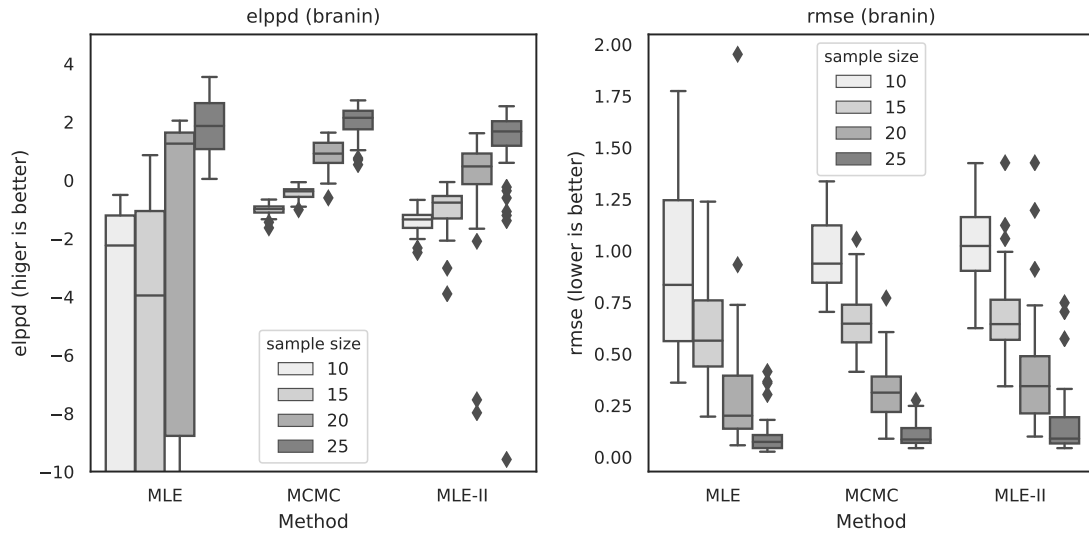 elppd (branin)
elppd (higer is better)
4
2
0
−2
−4
−6
−8
−10
sample size
10
15
20
25
MLE
MCMC
MLE-II
Method
rmse (branin)
rmse (lower is better)
2.00
1.75
1.50
1.25
1.00
0.75
0.50
0.25
0.00
sample size
10
15
20
25
MLE
MCMC
MLE-II
Method